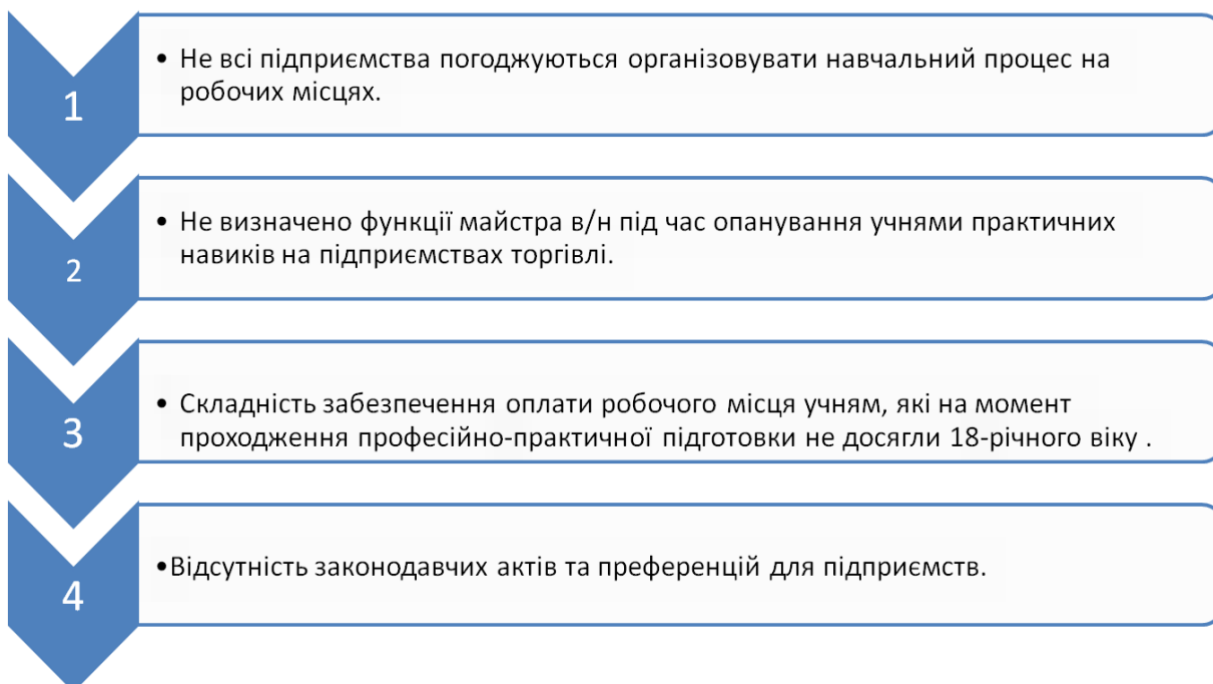 1
• Не всі підприємства погоджуються організовувати навчальний процес на
робочих місцях.
2
• Не визначено функції майстра в/н під час опанування учнями практичних
навиків на підприємствах торгівлі.
3
• Складність забезпечення оплати робочого місця учням, які на момент
проходження професійно-практичної підготовки не досягли 18-річного віку .
4
•Відсутність законодавчих актів та преференцій для підприємств.